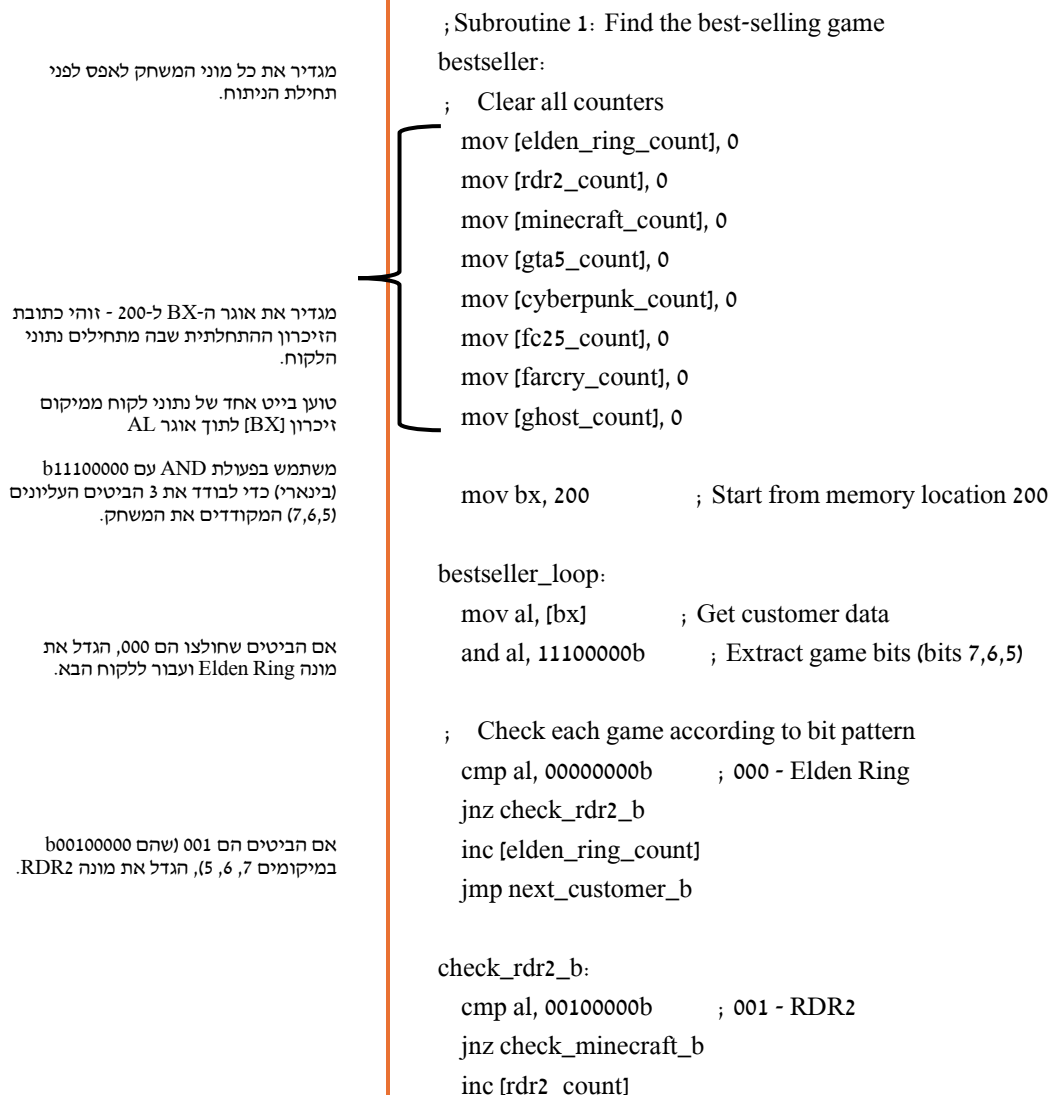 ;Subroutine 1: Find the best-selling game
bestseller:
; Clear all counters
mov [elden_ring_count], 0
mov [rdr2_count], 0
mov [minecraft_count], 0
mov [gta5_count], 0
mov [cyberpunk_count], 0
mov [fc25_count], 0
mov [farcry_count], 0
mov [ghost_count], 0
mov bx, 200 ; Start from memory location 200
bestseller_loop:
mov al, [bx] ; Get customer data
and al, 11100000b ; Extract game bits (bits 7,6,5)
; Check each game according to bit pattern
cmp al, 00000000b ; 000 - Elden Ring
jnz check_rdr2_b
inc [elden_ring_count]
jmp next_customer_b
check_rdr2_b:
cmp al, 00100000b ; 001 - RDR2
jnz check_minecraft_b
inc [rdr2_count]
מגדיר את כל מוני המשחק לאפס לפני
תחילת הניתוח.
מגדיר את אוגר ה-BX ל-200 - זוהי כתובת
הזיכרון ההתחלתית שבה מתחילים נתוני
הלקוח.
טוען בייט אחד של נתוני לקוח ממיקום
זיכרון [BX] לתוך אוגר AL
משתמש בפעולת AND עם b11100000
(בינארי) כדי לבודד את 3 הביטים העליונים
(7,6,5) המקודדים את המשחק.
אם הביטים שחולצו הם 000, הגדל את
מונה Elden Ring ועבור ללקוח הבא.
אם הביטים הם 001 (שהם b00100000
במיקומים 7, 6, 5), הגדל את מונה RDR2.